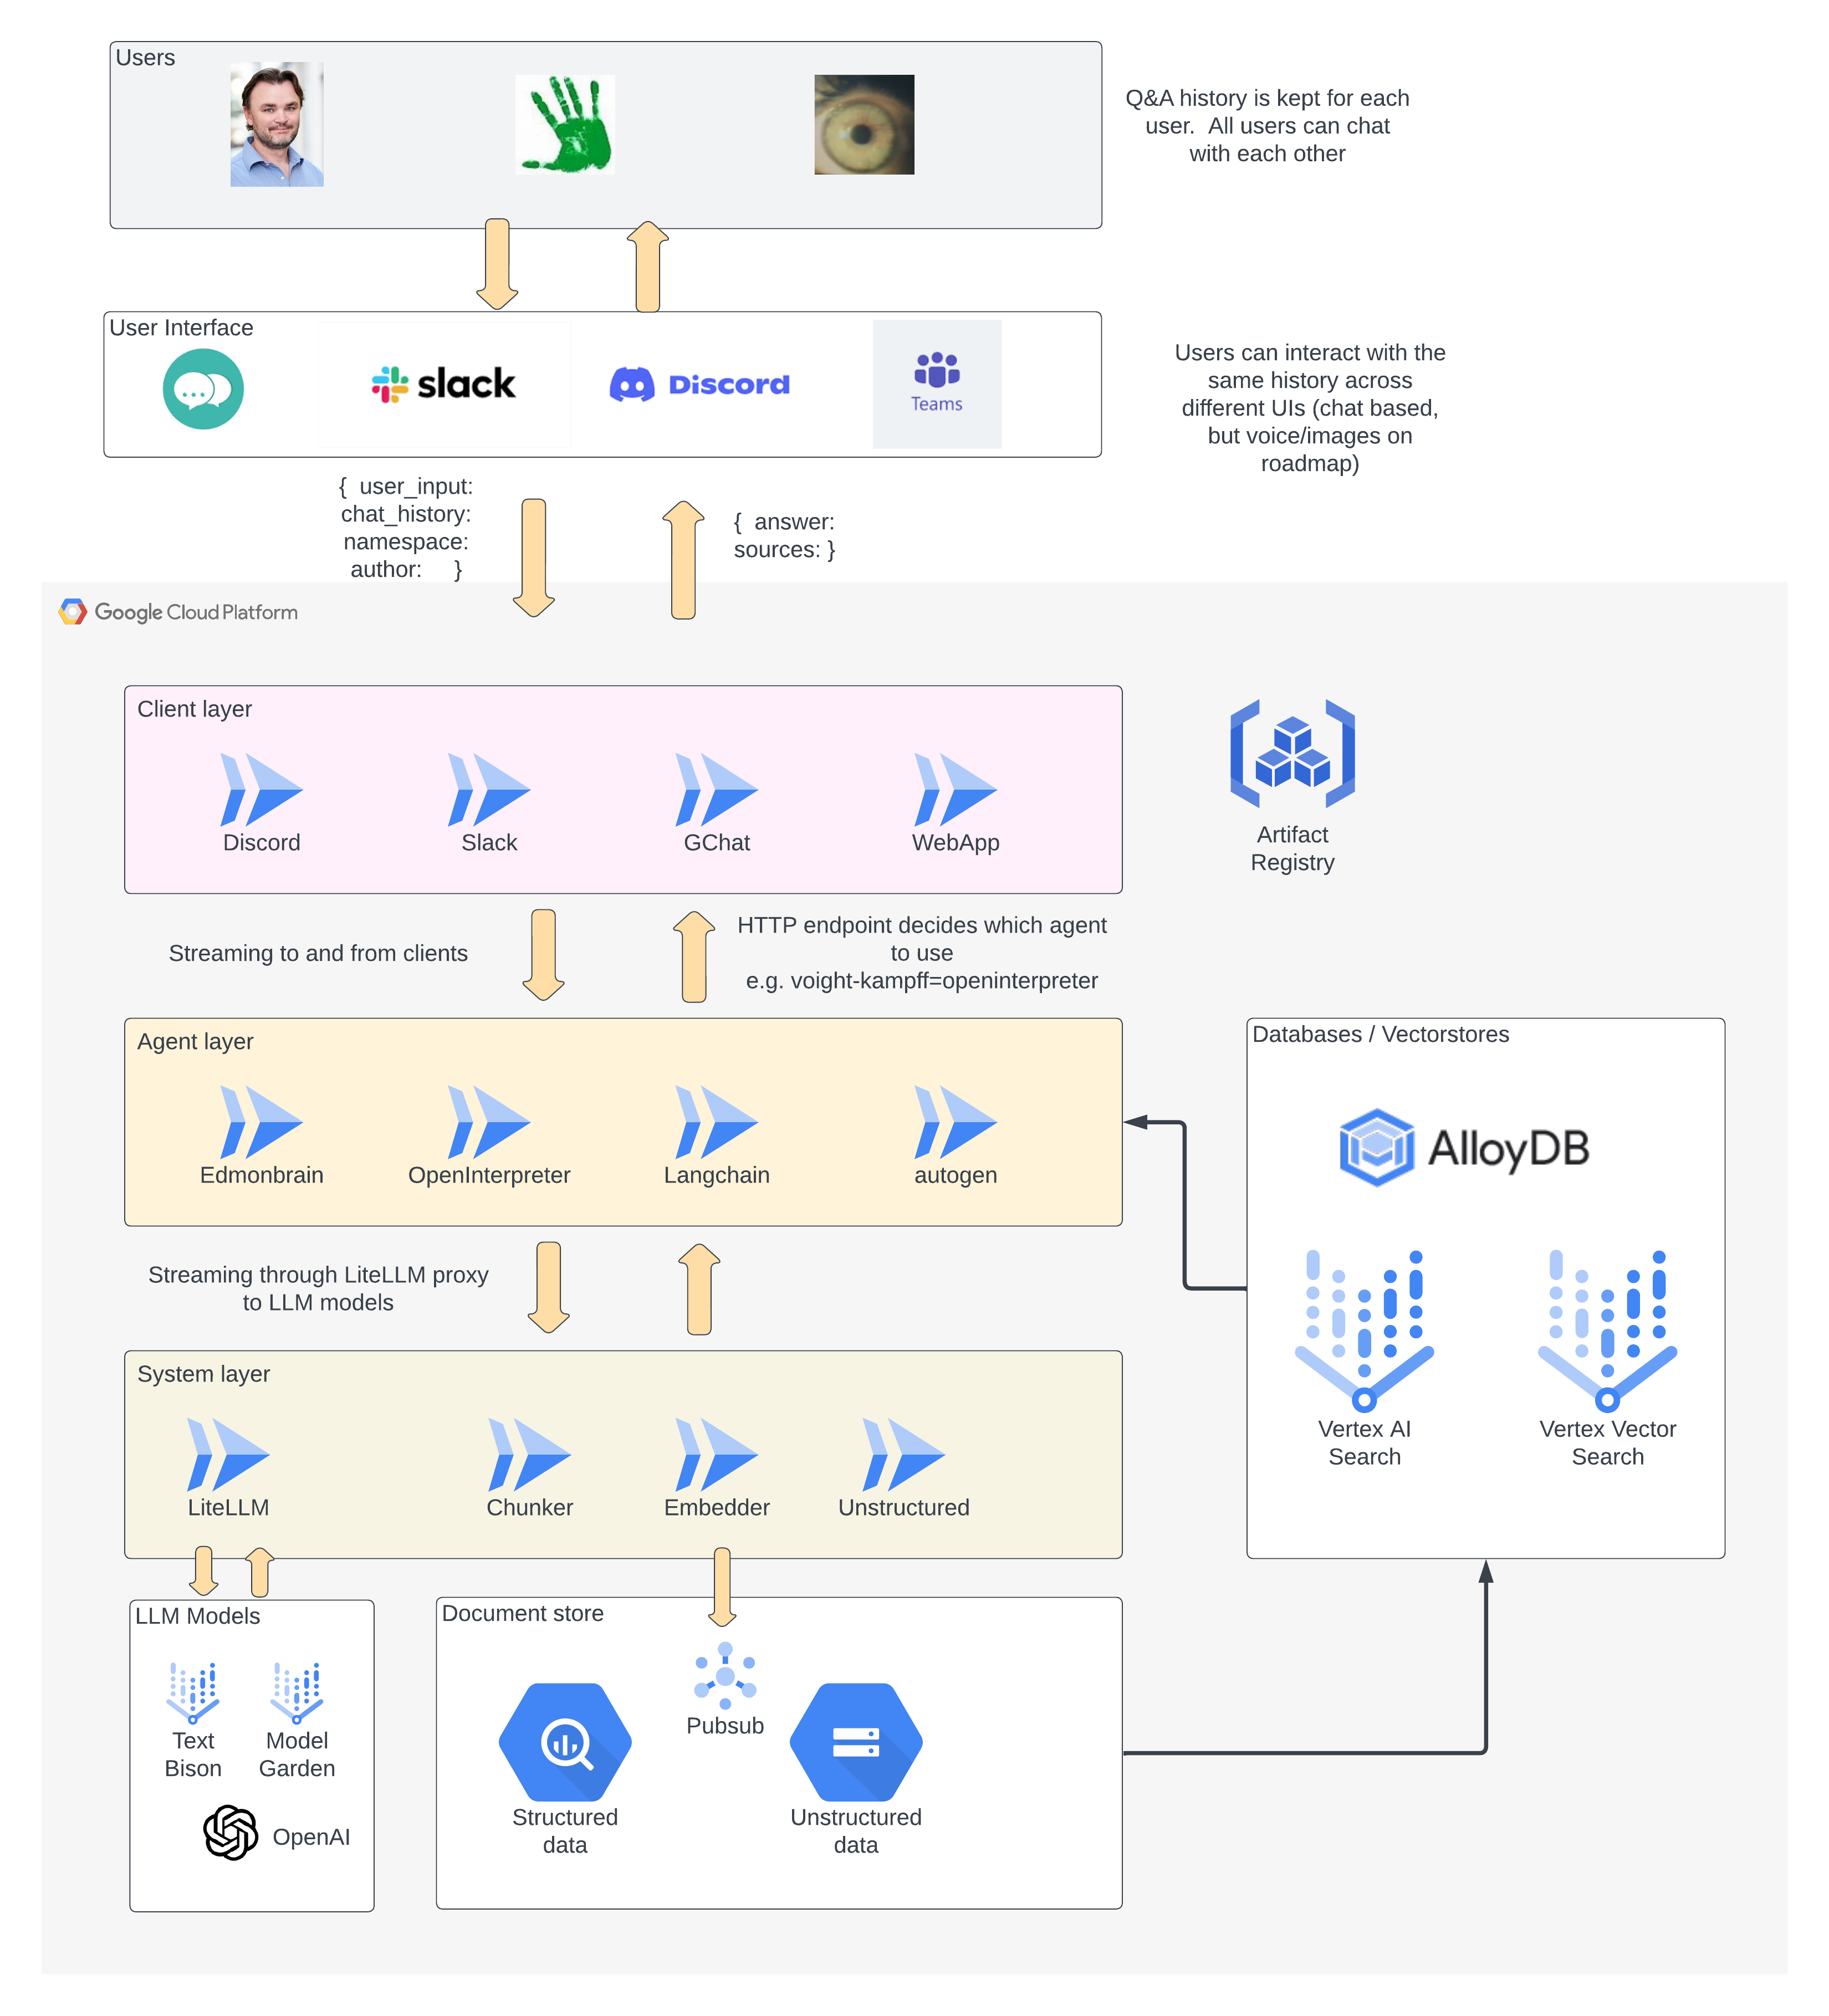 Users
Q&A history is kept for each
user.  All users can chat
with each other
User Interface
slack
Discord
Teams
Users can interact with the
same history across
different UIs (chat based,
but voice/images on
roadmap)
{  user_input:
chat_history:
namespace:
author:     }
{  answer:
sources: }
Google Cloud Platform
Client layer
Discord
Slack
GChat
WebApp
Artifact
Registry
Streaming to and from clients
HTTP endpoint decides which agent
to use
e.g. voight-kampff=openinterpreter
Agent layer
Edmonbrain
OpenInterpreter
Langchain
autogen
Databases / Vectorstores
AlloyDB
Vertex AI
Search
Vertex Vector
Search
Streaming through LiteLLM proxy
to LLM models
System layer
LiteLLM
Chunker
Embedder
Unstructured
LLM Models
Text
Bison
Model
Garden
OpenAI
Document store
Pubsub
Structured
data
Unstructured
data